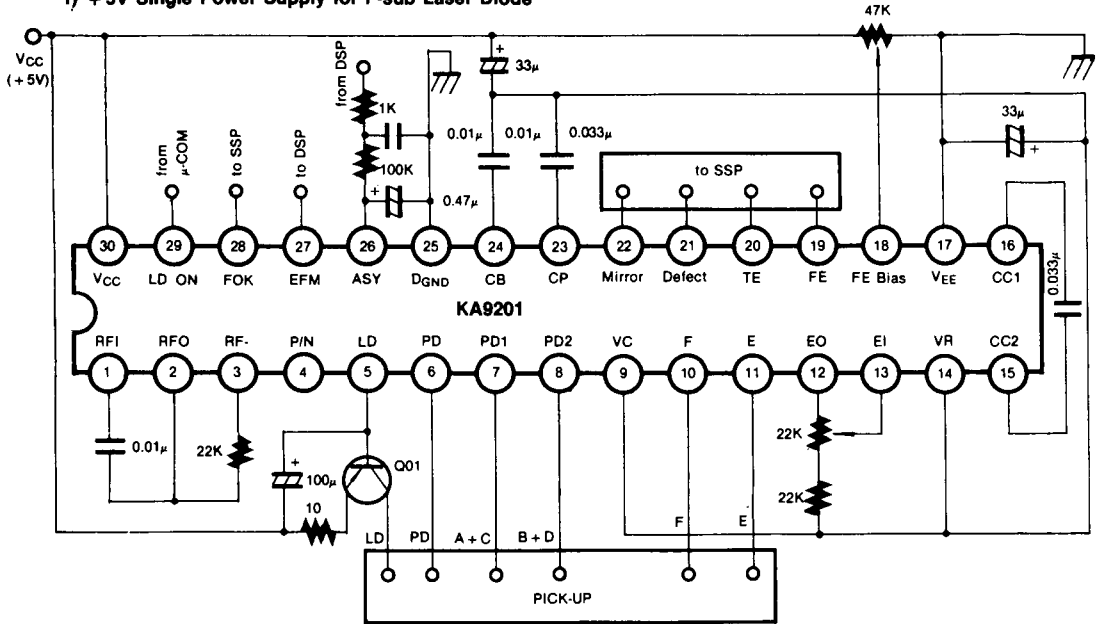 +5V Single Power Supply for P-sub Laser Diode
VCC
(+5V)
47K
from DSP
33μ
1K
0.01μ
0.01μ
0.033μ
33μ
from
μ-COM
to SSP
to DSP
100K
0.47μ
to SSP
30
29
28
27
26
25
24
23
22
21
20
19
18
17
16
VCC
LD ON
FOK
EFM
ASY
DGND
CB
CP
Mirror
Defect
TE
FE
FE Bias
VEE
CC1
0.033μ
KA9201
RFI
RFO
RF-
P/N
LD
PD
PD1
PD2
VC
F
E
EO
EI
VR
CC2
1
2
3
4
5
6
7
8
9
10
11
12
13
14
15
0.01μ
22K
100μ
Q01
22K
22K
10
LD
PD
A+C
B+D
F
E
PICK-UP